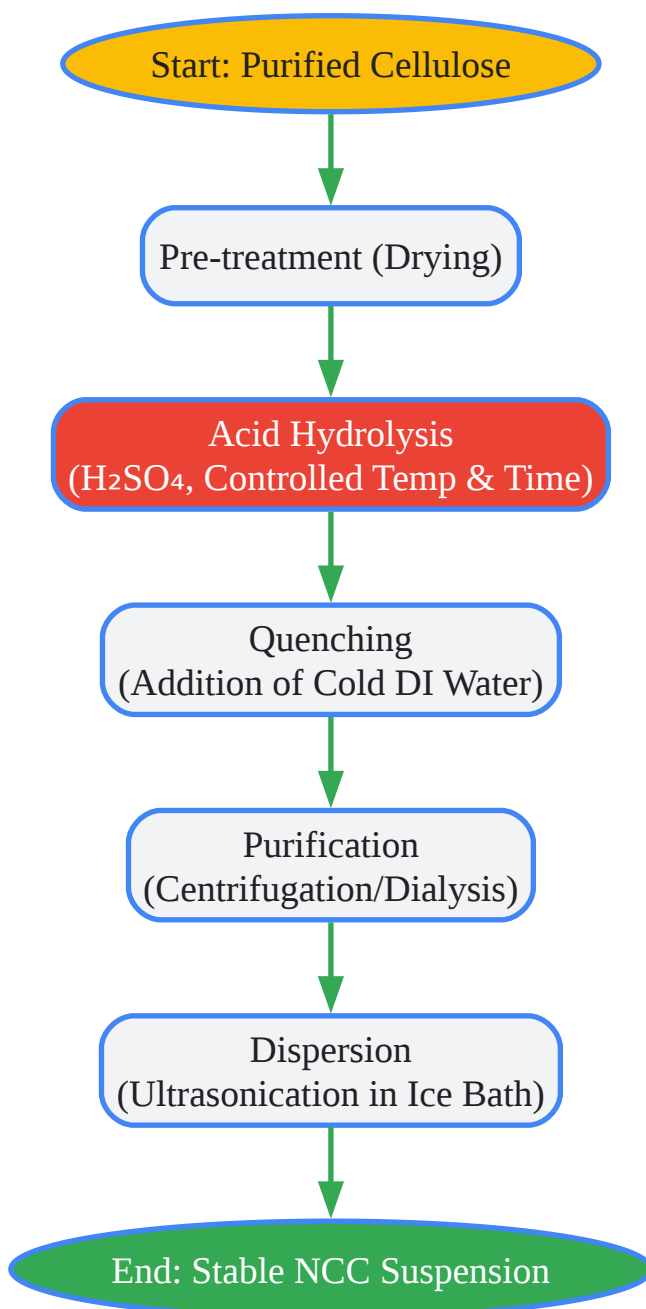 Start: Purified Cellulose
Pre-treatment (Drying)
Acid Hydrolysis
(H₂SO₄, Controlled Temp & Time)
Quenching
(Addition of Cold DI Water)
Purification
(Centrifugation/Dialysis)
Dispersion
(Ultrasonication in Ice Bath)
End: Stable NCC Suspension